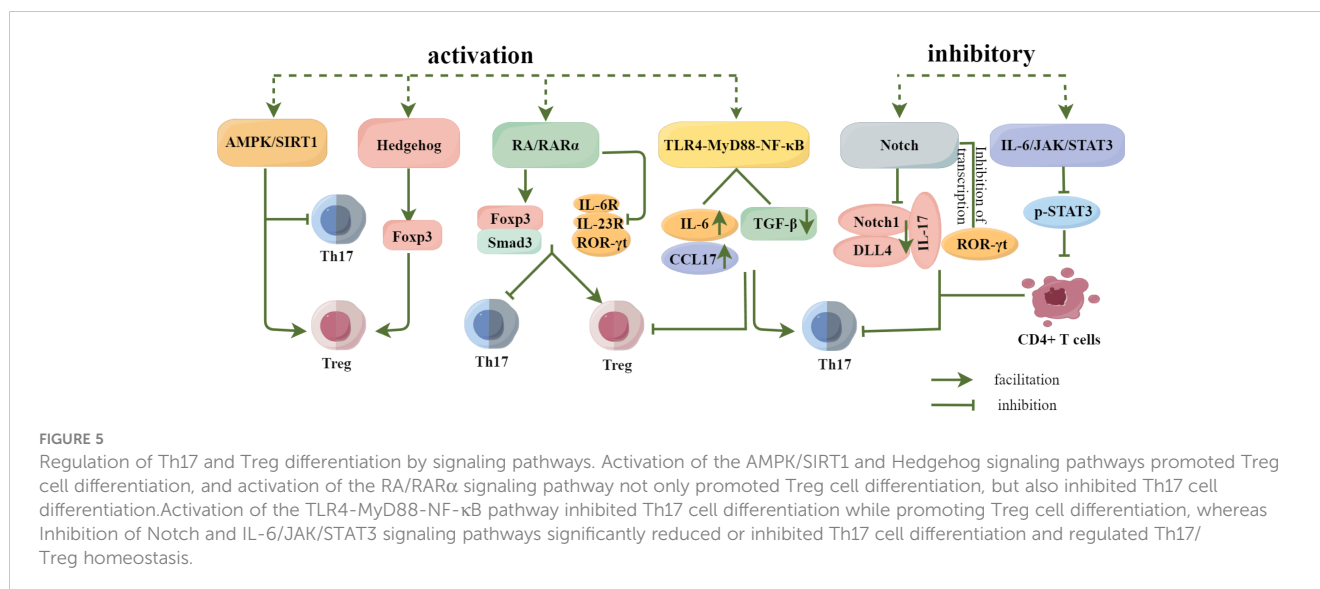 activation
inhibitory
AMPK/SIRT1
Hedgehog
RA/RARα
TLR4-MyD88-NF-κB
Notch
IL-6/JAK/STAT3
Inhibition of
transcription
Th17
Foxp3
Treg
Foxp3
Smad3
IL-6R
IL-23R
ROR-γt
Th17
Treg
IL-6
CCL17
TGF-β
Th17
Notch1
DLL4
IL-17
ROR-γt
p-STAT3
CD4+ T cells
facilitation
inhibition
FIGURE 5
Regulation of Th17 and Treg differentiation by signaling pathways. Activation of the AMPK/SIRT1 and Hedgehog signaling pathways promoted Treg
cell differentiation, and activation of the RA/RARα signaling pathway not only promoted Treg cell differentiation, but also inhibited Th17 cell
differentiation.Activation of the TLR4-MyD88-NF-κB pathway inhibited Th17 cell differentiation while promoting Treg cell differentiation, whereas
Inhibition of Notch and IL-6/JAK/STAT3 signaling pathways significantly reduced or inhibited Th17 cell differentiation and regulated Th17/
Treg homeostasis.